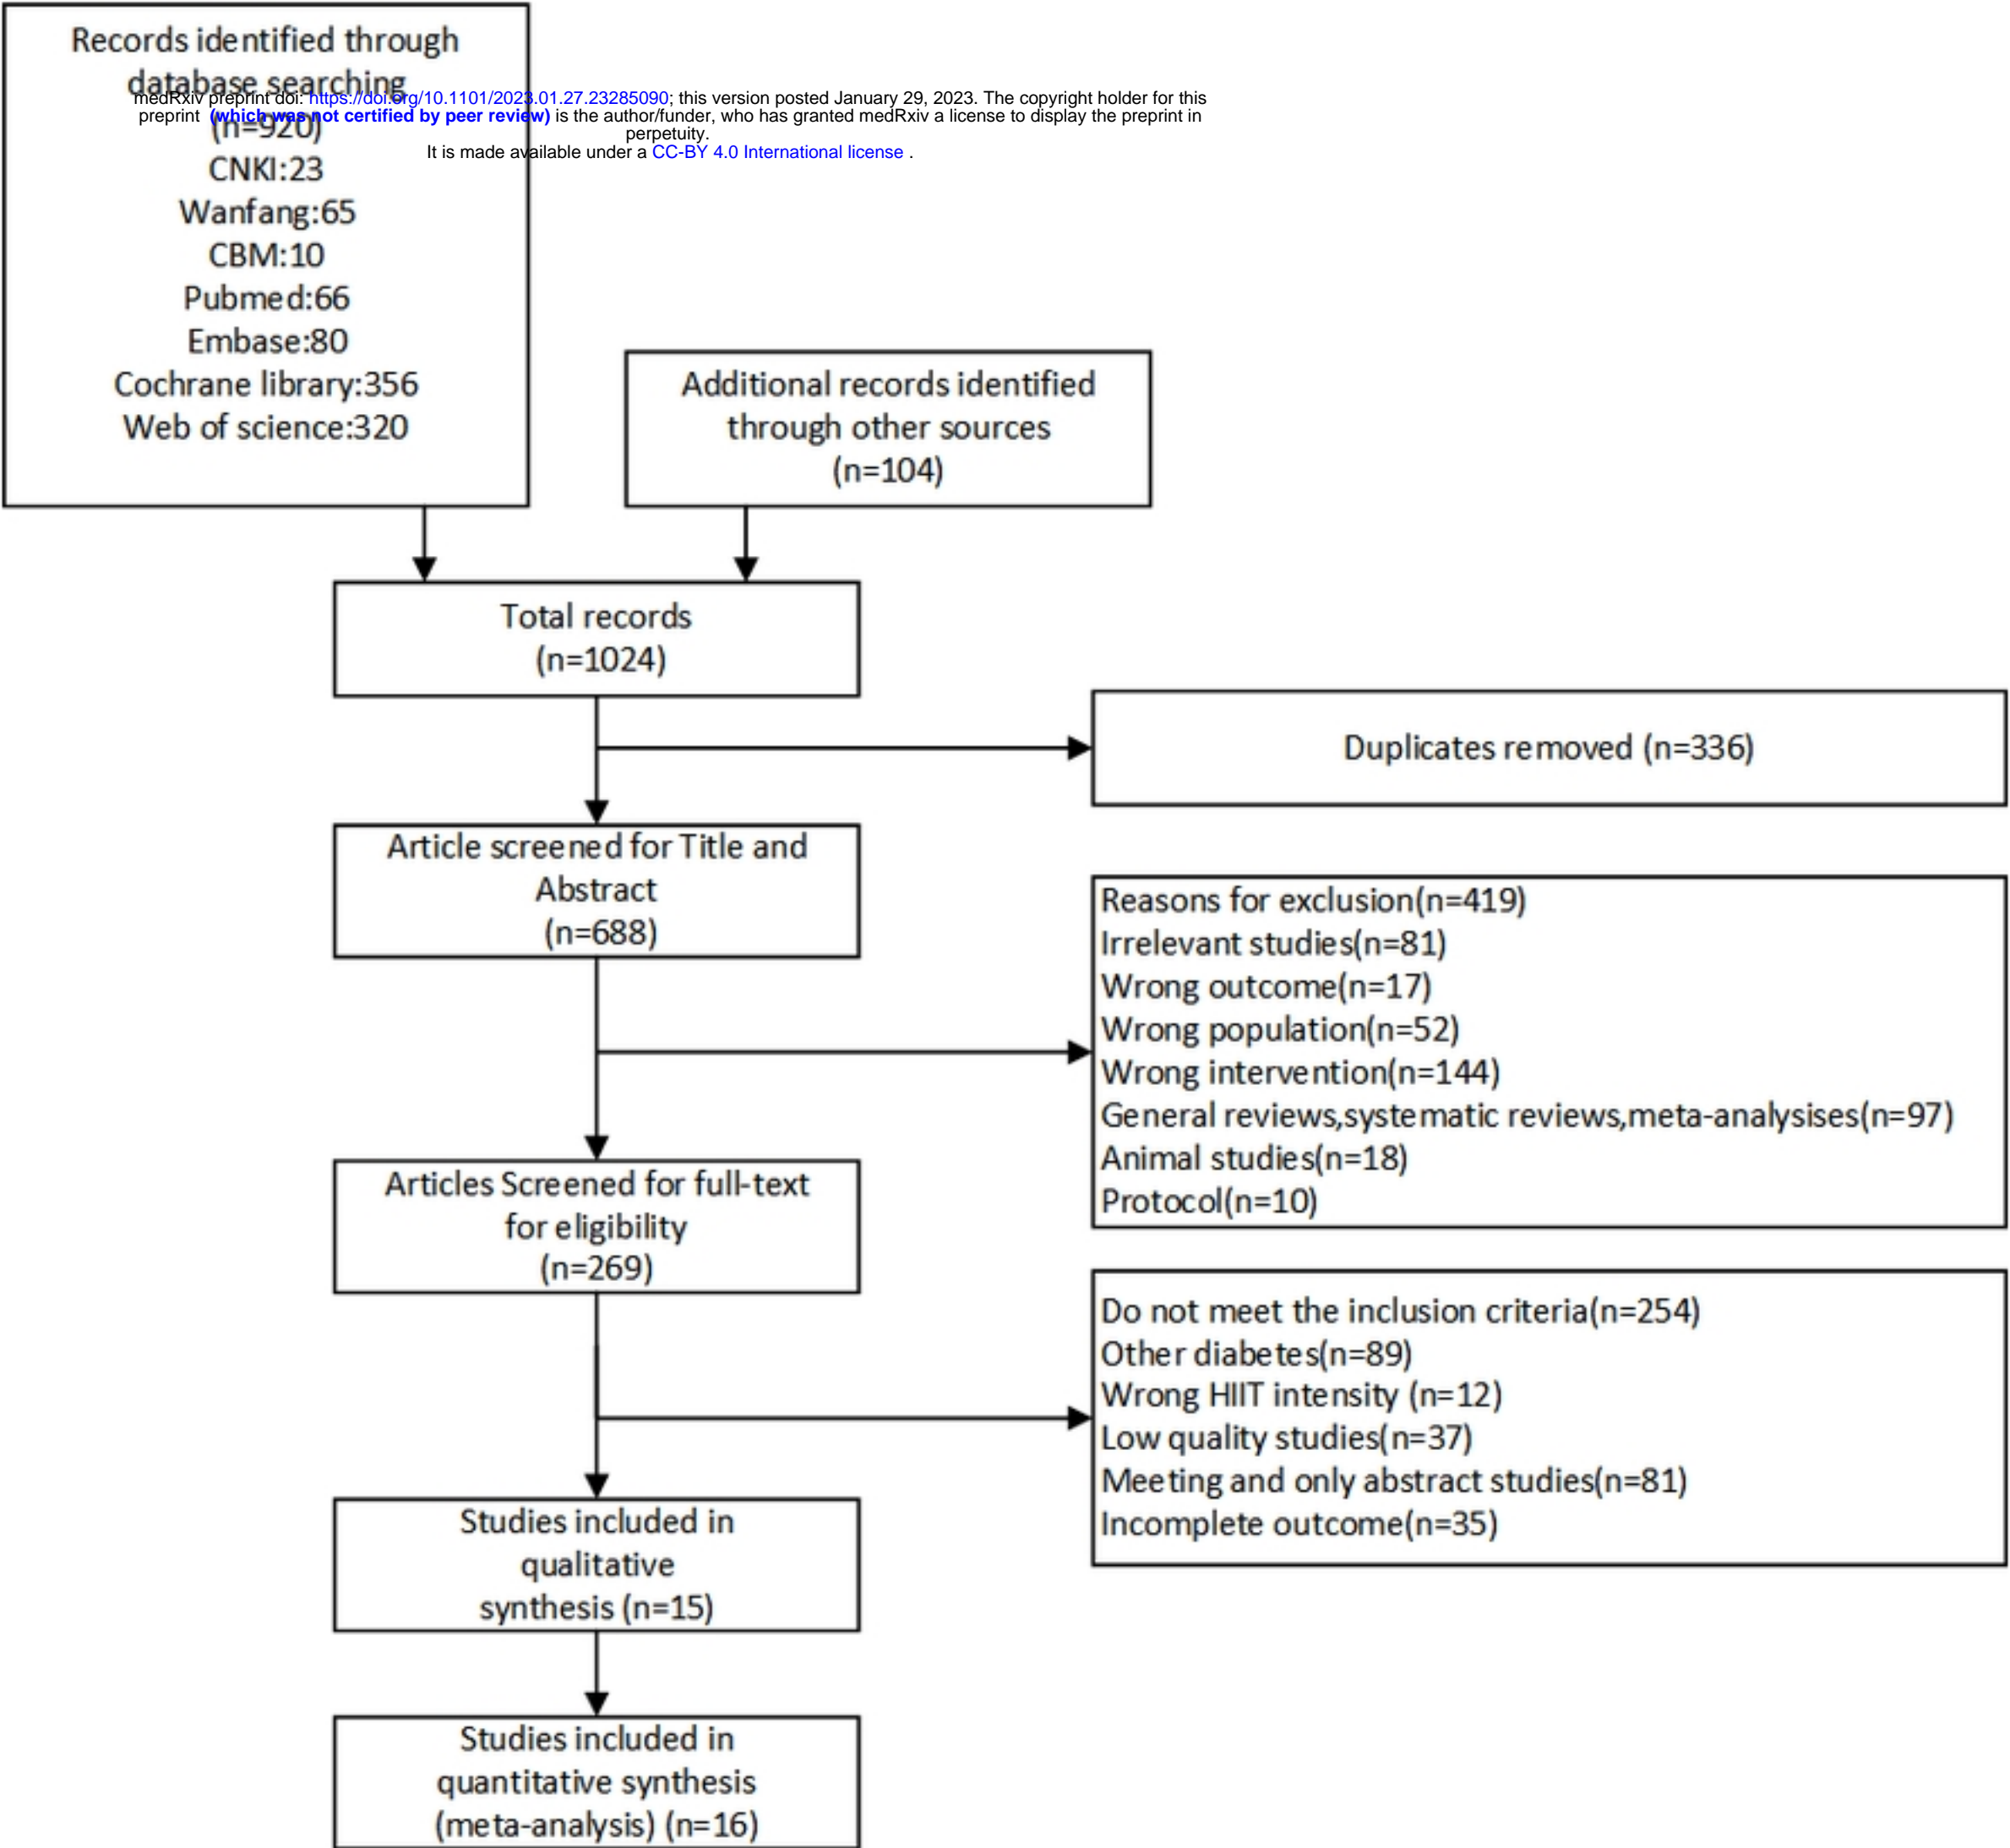 Records identified through
database searching
(n=920)
CNKI:23
Wanfang:65
CBM:10
Pubmed:66
Embase:80
Cochrane library:356
Web of science:320
medRxiv preprint doi: https://doi.org/10.1101/2023.01.27.23285090; this version posted January 29, 2023. The copyright holder for this
preprint (which was not certified by peer review) is the author/funder, who has granted medRxiv a license to display the preprint in
perpetuity.
It is made available under a CC-BY 4.0 International license .
Additional records identified
through other sources
(n=104)
Total records
(n=1024)
Duplicates removed (n=336)
Article screened for Title and
Abstract
(n=688)
Reasons for exclusion(n=419)
Irrelevant studies(n=81)
Wrong outcome(n=17)
Wrong population(n=52)
Wrong intervention(n=144)
General reviews,systematic reviews,meta-analysises(n=97)
Animal studies(n=18)
Protocol(n=10)
Articles Screened for full-text
for eligibility
(n=269)
Do not meet the inclusion criteria(n=254)
Other diabetes(n=89)
Wrong HIIT intensity (n=12)
Low quality studies(n=37)
Meeting and only abstract studies(n=81)
Incomplete outcome(n=35)
Studies included in
qualitative
synthesis (n=15)
Studies included in
quantitative synthesis
(meta-analysis) (n=16)